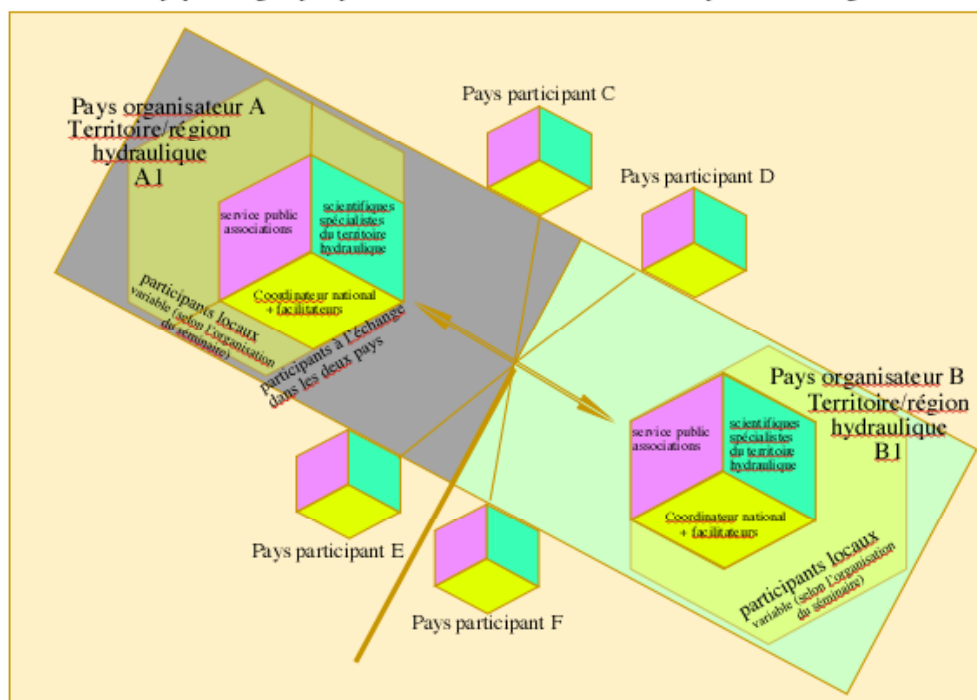 Pays organisateur A
Territoire/région
hydraulique
A1
service public
associations
scientifiques
spécialistes
du territoire
hydraulique
Coordinateur national
+ facilitateurs
participants locaux
variable (selon l'organisation
du séminaire)
participants à l'échange
dans les deux pays
Pays participant C
Pays participant D
Pays organisateur B
Territoire/région
hydraulique
B1
service public
associations
scientifiques
spécialistes
du territoire
hydraulique
Coordinateur national
+ facilitateurs
participants locaux
variable (selon l'organisation
du séminaire)
Pays participant E
Pays participant F